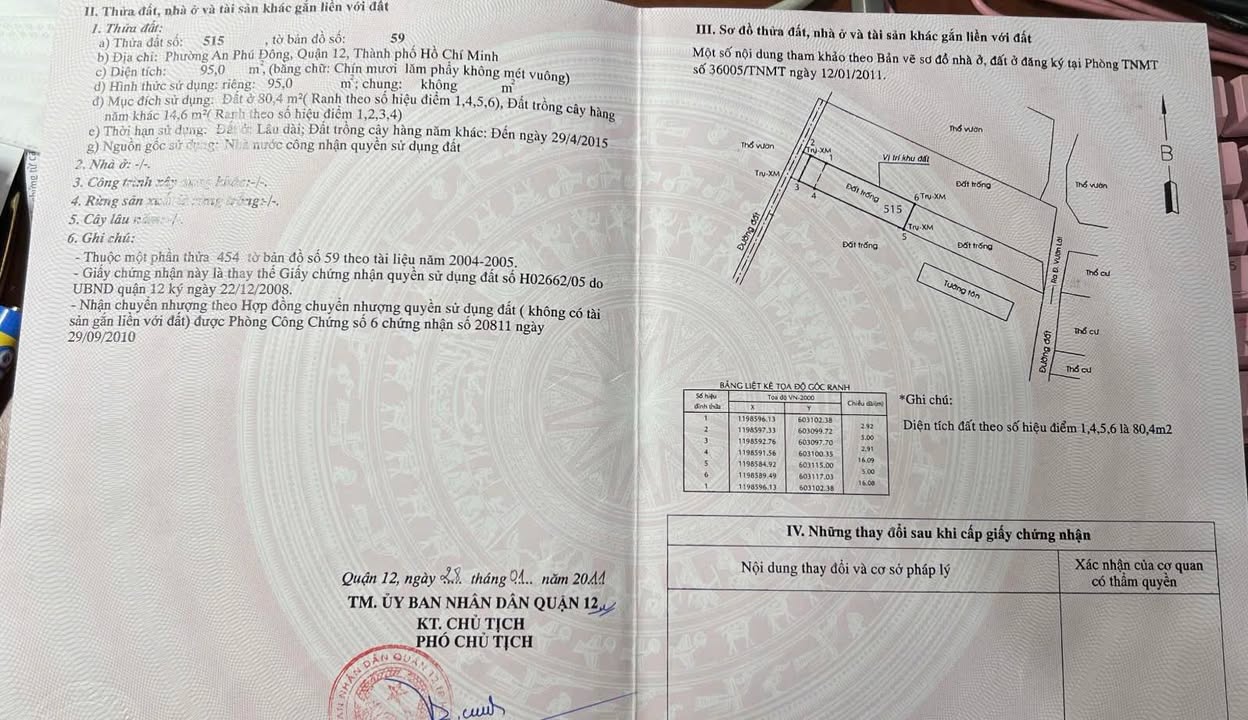 II. Thửa đất, nhà ở và tài sản khác gắn liền với đất
1. Thửa đất:
a) Thửa đất số: 515 , tờ bản đồ số: 59
b) Địa chỉ: Phường An Phú Đông, Quận 12, Thành phố Hồ Chí Minh
c) Diện tích: 95,0 m², (bằng chữ: Chín mươi lăm phẩy không mét vuông)
d) Hình thức sử dụng: riêng: 95,0 m²; chung: không m²
đ) Mục đích sử dụng: Đất ở 80,4 m²( Ranh theo số hiệu điểm 1,4,5,6), Đất trồng cây hàng
năm khác 14,6 m²( Ranh theo số hiệu điểm 1,2,3,4)
e) Thời hạn sử dụng: Đất ở: Lâu dài; Đất trồng cây hàng năm khác: Đến ngày 29/4/2015
g) Nguồn gốc sử dụng: Nhà nước công nhận quyền sử dụng đất
2. Nhà ở: -/-.
3. Công trình xây dựng khác:-/-.
4. Rừng sản xuất là rừng trồng:-/-.
5. Cây lâu năm:-/-.
6. Ghi chú:
- Thuộc một phần thửa 454 tờ bản đồ số 59 theo tài liệu năm 2004-2005.
- Giấy chứng nhận này là thay thế Giấy chứng nhận quyền sử dụng đất số H02662/05 do
UBND quận 12 ký ngày 22/12/2008.
- Nhận chuyển nhượng theo Hợp đồng chuyển nhượng quyền sử dụng đất ( không có tài
sản gắn liền với đất) được Phòng Công Chứng số 6 chứng nhận số 20811 ngày
29/09/2010
Quận 12, ngày 28 tháng 01 năm 2011
TM. ỦY BAN NHÂN DÂN QUẬN 12
KT. CHỦ TỊCH
PHÓ CHỦ TỊCH
NHÂN DÂN QUẬN 12
III. Sơ đồ thửa đất, nhà ở và tài sản khác gắn liền với đất
Một số nội dung tham khảo theo Bản vẽ sơ đồ nhà ở, đất ở đăng ký tại Phòng TNMT
số 36005/TNMT ngày 12/01/2011.
Thổ vườn
B
Thổ vườn
2
Trụ-XM
1
Vị trí khu đất
Trụ-XM
3
4
Đất trống
515
Đất trống
Thổ vườn
6 Trụ-XM
Trụ-XM
5
Đường đất
Đất trống
Đất trống
Ra Đ. Vườn Lài
Thổ cư
Tường tôn
Thổ cư
Đường đất
Thổ cư
BẢNG LIỆT KÊ TỌA ĐỘ GÓC RANH
Số hiệu đỉnh thửa Tọa độ VN-2000 Chiều dài(m)
X Y
1 1198596.13 603102.38
2.92
2 1198597.33 603099.72
5.00
3 1198592.76 603097.70
2.91
4 1198591.56 603100.35
16.09
5 1198584.92 603115.00
5.00
6 1198589.49 603117.03
16.08
1 1198596.13 603102.38
*Ghi chú:
Diện tích đất theo số hiệu điểm 1,4,5,6 là 80,4m2
IV. Những thay đổi sau khi cấp giấy chứng nhận
Nội dung thay đổi và cơ sở pháp lý
Xác nhận của cơ quan
có thẩm quyền